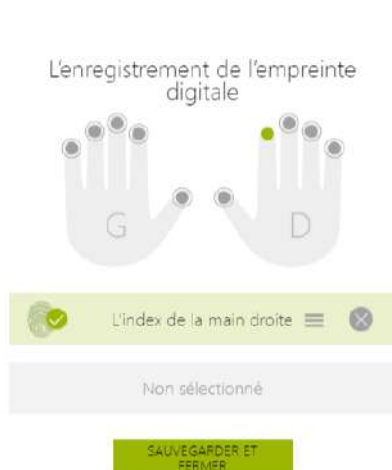 L'enregistrement de l'empreinte
digitale
G
D
L'index de la main droite
Non sélectionné
SAUVEGARDER ET
FERMER